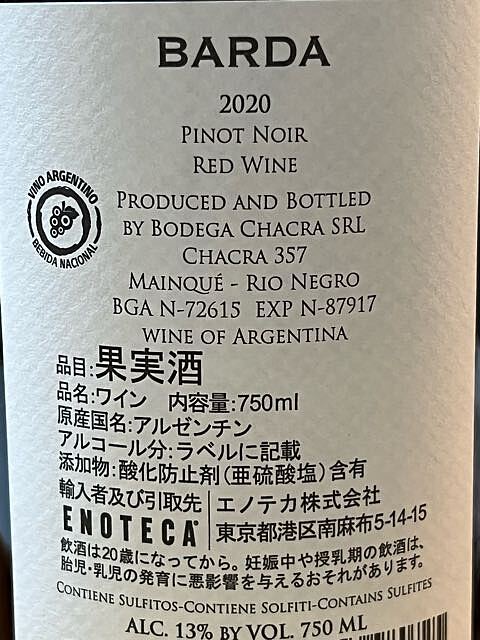 BARDA
2020
PINOT NOIR
RED WINE
VINO ARGENTINO
BEBIDA NACIONAL
PRODUCED AND BOTTLED
BY BODEGA CHACRA SRL
CHACRA 357
MAINQUÉ - RIO NEGRO
BGA N-72615 EXP N-87917
WINE OF ARGENTINA
品目:果実酒
品名:ワイン 内容量:750ml
原産国名:アルゼンチン
アルコール分:ラベルに記載
添加物:酸化防止剤(亜硫酸塩)含有
輸入者及び引取先 エノテカ株式会社
ENOTECA 東京都港区南麻布5-14-15
飲酒は20歳になってから。妊娠中や授乳期の飲酒は、
胎児・乳児の発育に悪影響を与えるおそれがあります。
CONTIENE SULFITOS-CONTIENE SOLFITI-CONTAINS SULFITES
ALC. 13% BY VOL. 750 ML